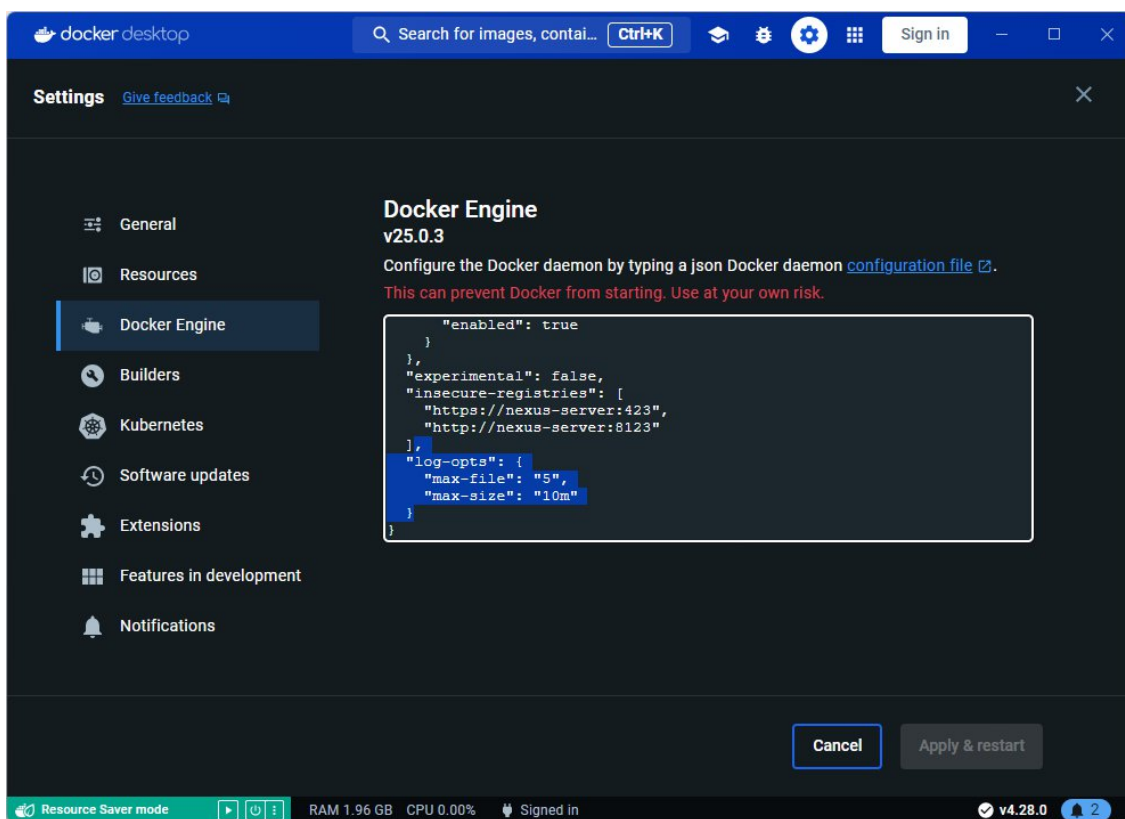 docker desktop
Search for images, contai... Ctrl+K
Sign in
Settings Give feedback
General
Resources
Docker Engine
Builders
Kubernetes
Software updates
Extensions
Features in development
Notifications
Docker Engine
v25.0.3
Configure the Docker daemon by typing a json Docker daemon configuration file.
This can prevent Docker from starting. Use at your own risk.
"enabled": true
}
},
"experimental": false,
"insecure-registries": [
"https://nexus-server:423",
"http://nexus-server:8123"
],
"log-opts": {
"max-file": "5",
"max-size": "10m"
}
}
Cancel Apply & restart
Resource Saver mode RAM 1.96 GB CPU 0.00% Signed in v4.28.0 2